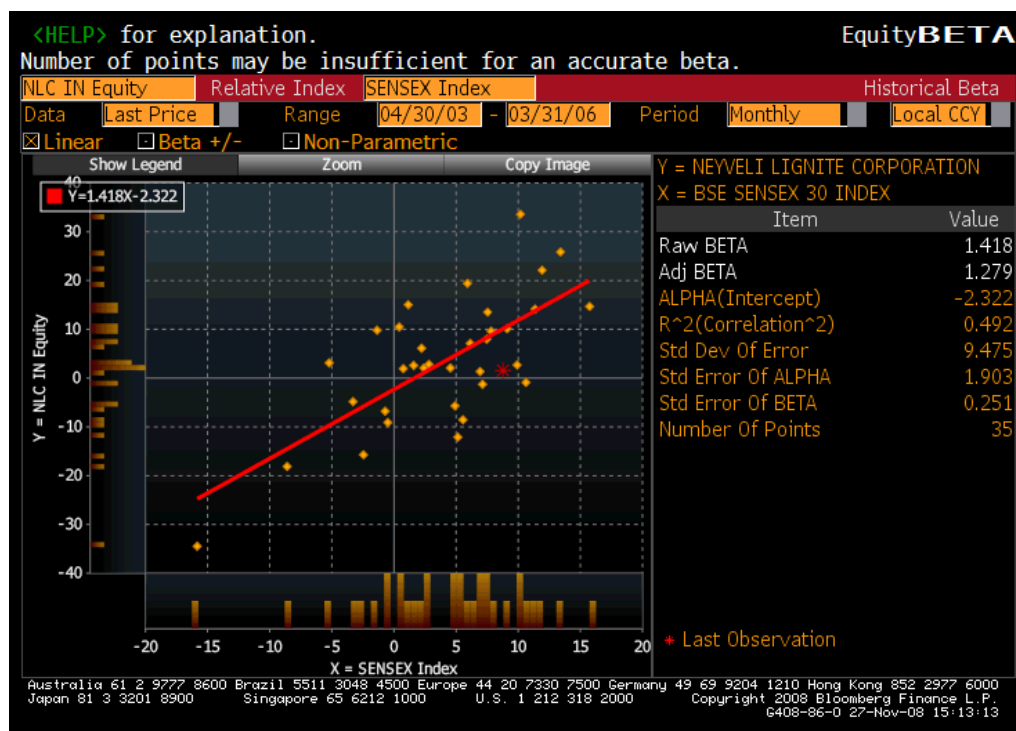 <HELP> for explanation. EquityBETA
Number of points may be insufficient for an accurate beta.
NLC IN Equity Relative Index SENSEX Index Historical Beta
Data Last Price Range 04/30/03 - 03/31/06 Period Monthly Local CCY
Linear Beta +/- Non-Parametric
Show Legend Zoom Copy Image
Y=1.418X-2.322
40
30
20
10
0
-10
-20
-30
-40
Y = NLC IN Equity
-20 -15 -10 -5 0 5 10 15 20
X = SENSEX Index
Y = NEYVELI LIGNITE CORPORATION
X = BSE SENSEX 30 INDEX
Item Value
Raw BETA 1.418
Adj BETA 1.279
ALPHA(Intercept) -2.322
R^2(Correlation^2) 0.492
Std Dev Of Error 9.475
Std Error Of ALPHA 1.903
Std Error Of BETA 0.251
Number Of Points 35
* Last Observation
Australia 61 2 9777 8600 Brazil 5511 3048 4500 Europe 44 20 7330 7500 Germany 49 69 9204 1210 Hong Kong 852 2977 6000
Japan 81 3 3201 8900 Singapore 65 6212 1000 U.S. 1 212 318 2000 Copyright 2008 Bloomberg Finance L.P.
G408-86-0 27-Nov-08 15:13:13